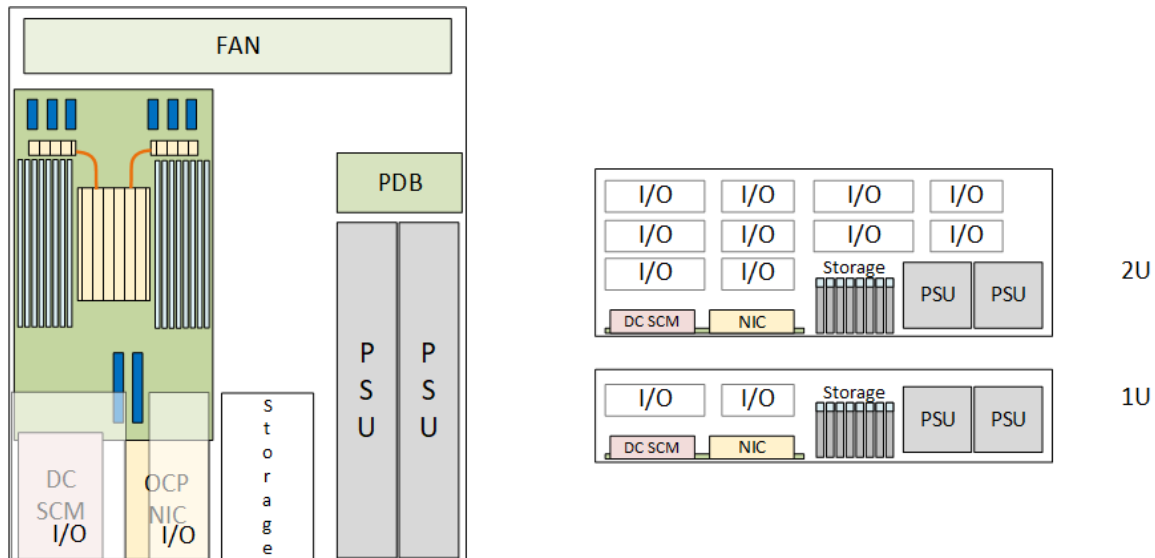 FAN
PDB
P
S
U
P
S
U
S
t
o
r
a
g
e
DC
SCM
I/O
OCP
NIC
I/O
I/O I/O I/O I/O
I/O I/O I/O I/O
I/O I/O Storage
PSU PSU
DC SCM NIC
2U
I/O I/O Storage
PSU PSU
DC SCM NIC
1U